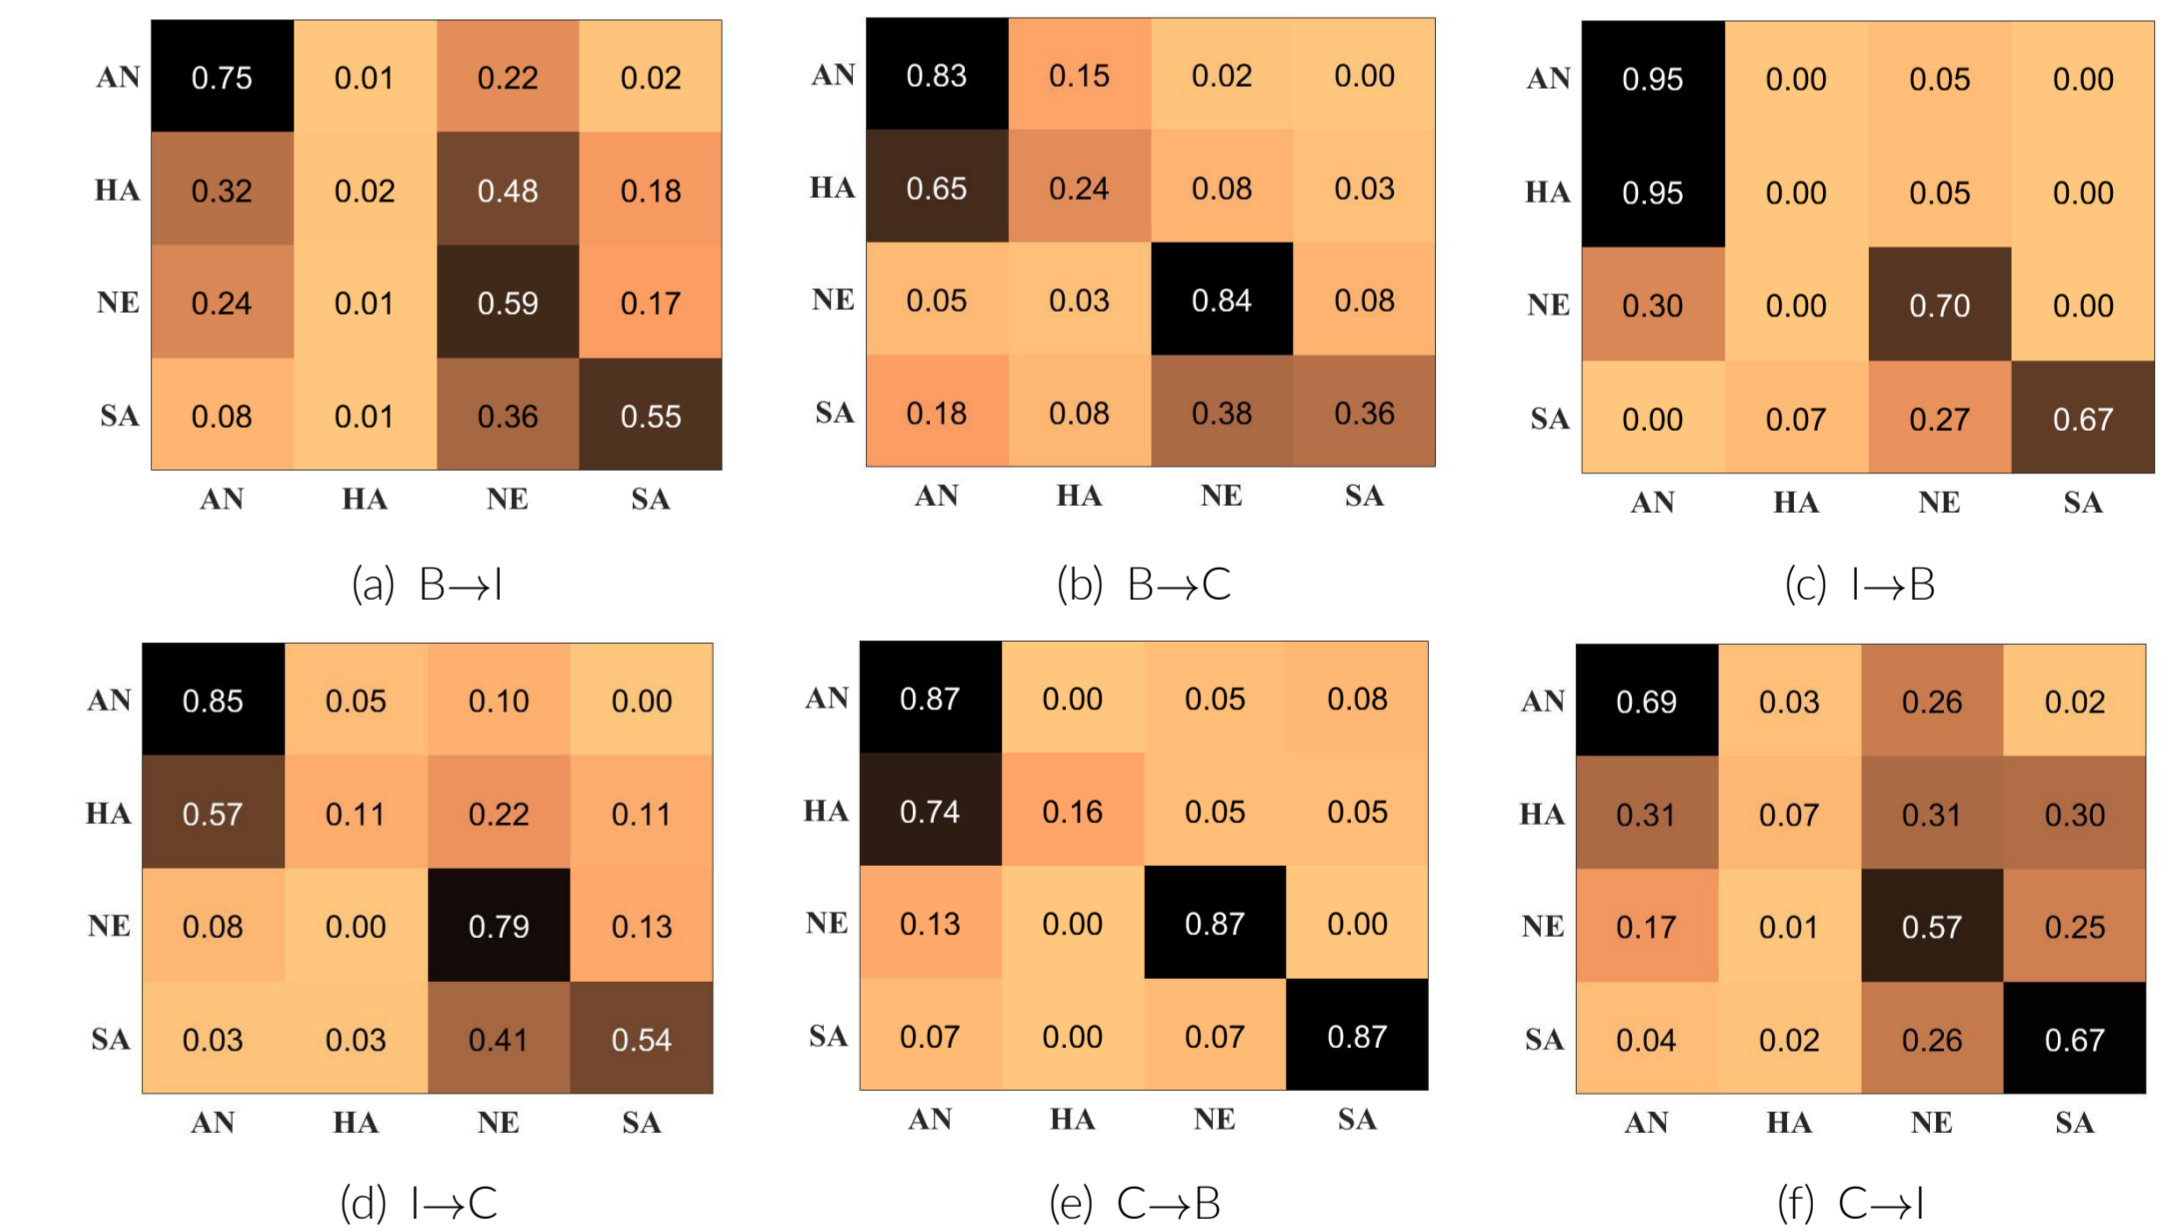 AN 0.75 0.01 0.22 0.02
HA 0.32 0.02 0.48 0.18
NE 0.24 0.01 0.59 0.17
SA 0.08 0.01 0.36 0.55
AN HA NE SA
(a) B→I
AN 0.83 0.15 0.02 0.00
HA 0.65 0.24 0.08 0.03
NE 0.05 0.03 0.84 0.08
SA 0.18 0.08 0.38 0.36
AN HA NE SA
(b) B→C
AN 0.95 0.00 0.05 0.00
HA 0.95 0.00 0.05 0.00
NE 0.30 0.00 0.70 0.00
SA 0.00 0.07 0.27 0.67
AN HA NE SA
(c) I→B
AN 0.85 0.05 0.10 0.00
HA 0.57 0.11 0.22 0.11
NE 0.08 0.00 0.79 0.13
SA 0.03 0.03 0.41 0.54
AN HA NE SA
(d) I→C
AN 0.87 0.00 0.05 0.08
HA 0.74 0.16 0.05 0.05
NE 0.13 0.00 0.87 0.00
SA 0.07 0.00 0.07 0.87
AN HA NE SA
(e) C→B
AN 0.69 0.03 0.26 0.02
HA 0.31 0.07 0.31 0.30
NE 0.17 0.01 0.57 0.25
SA 0.04 0.02 0.26 0.67
AN HA NE SA
(f) C→I